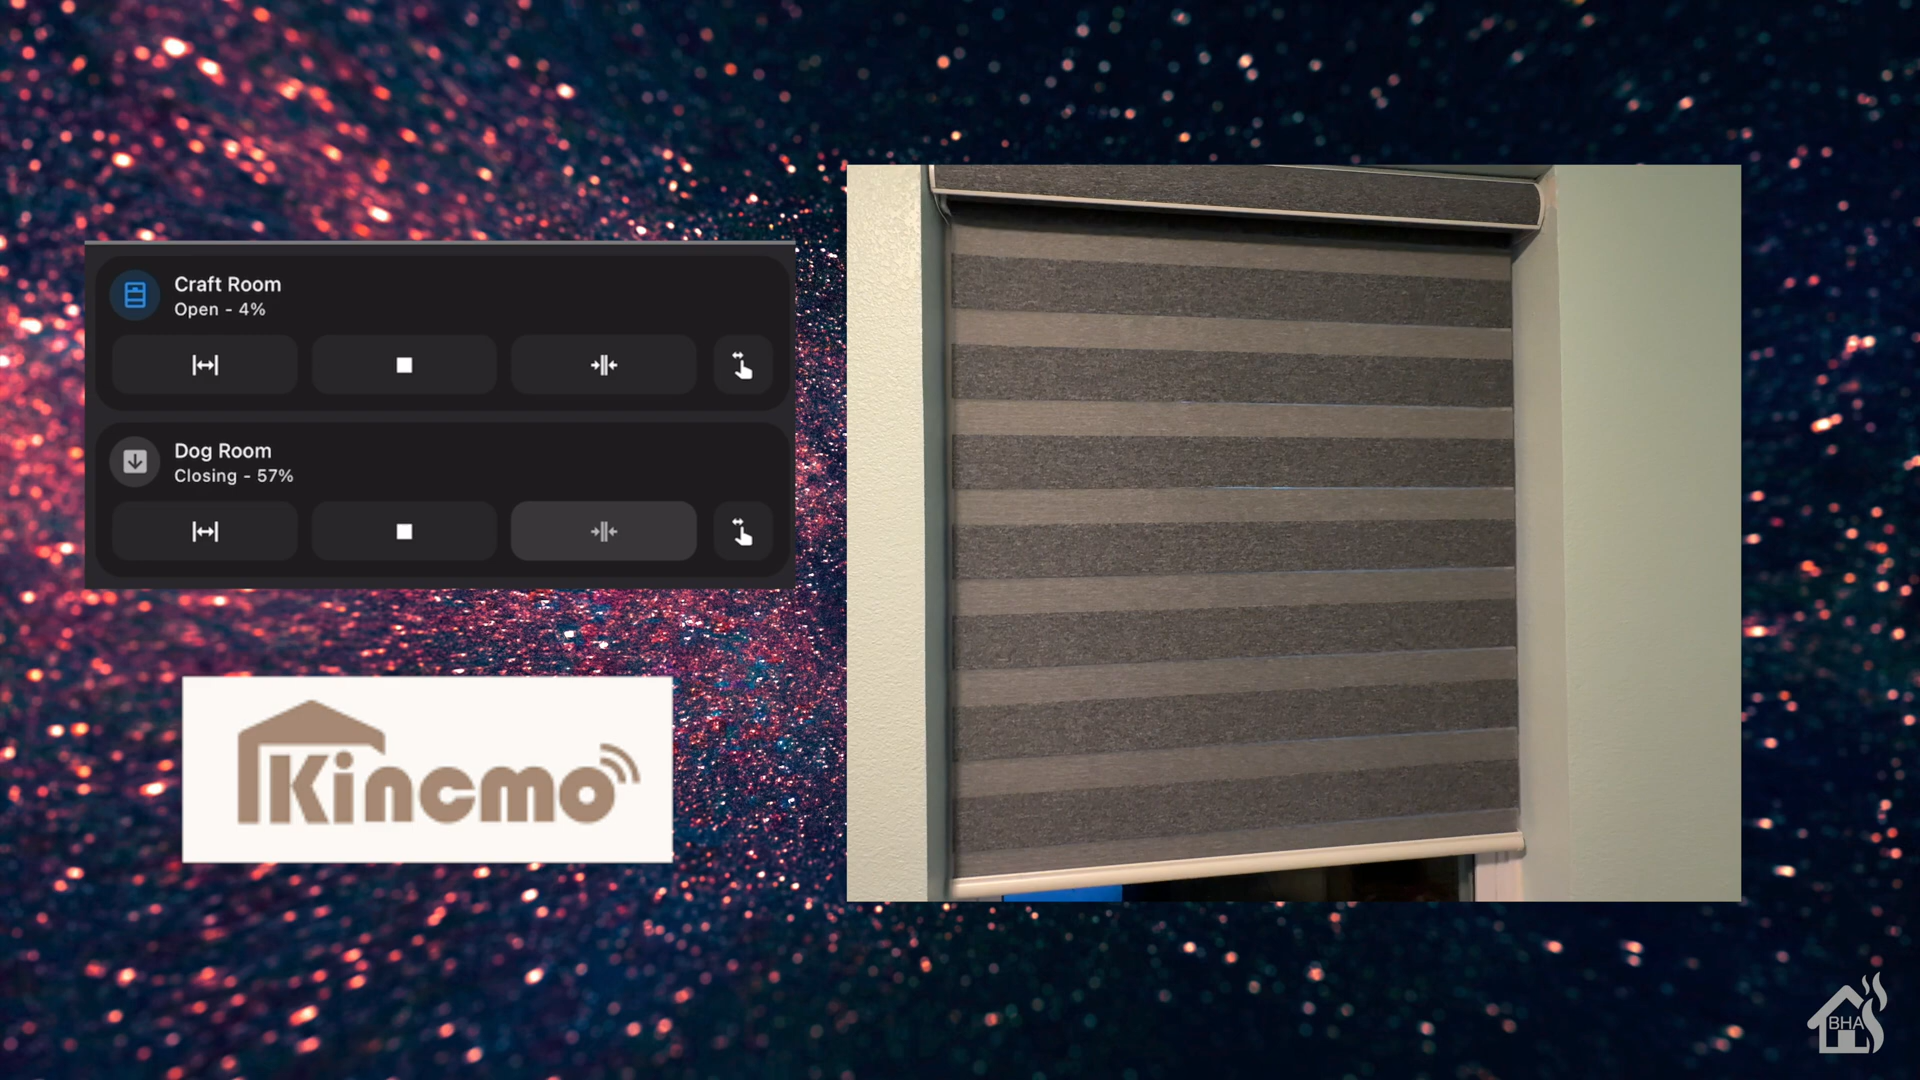 Craft Room
Open - 4%
Dog Room
Closing - 57%
Kincmo
BHA